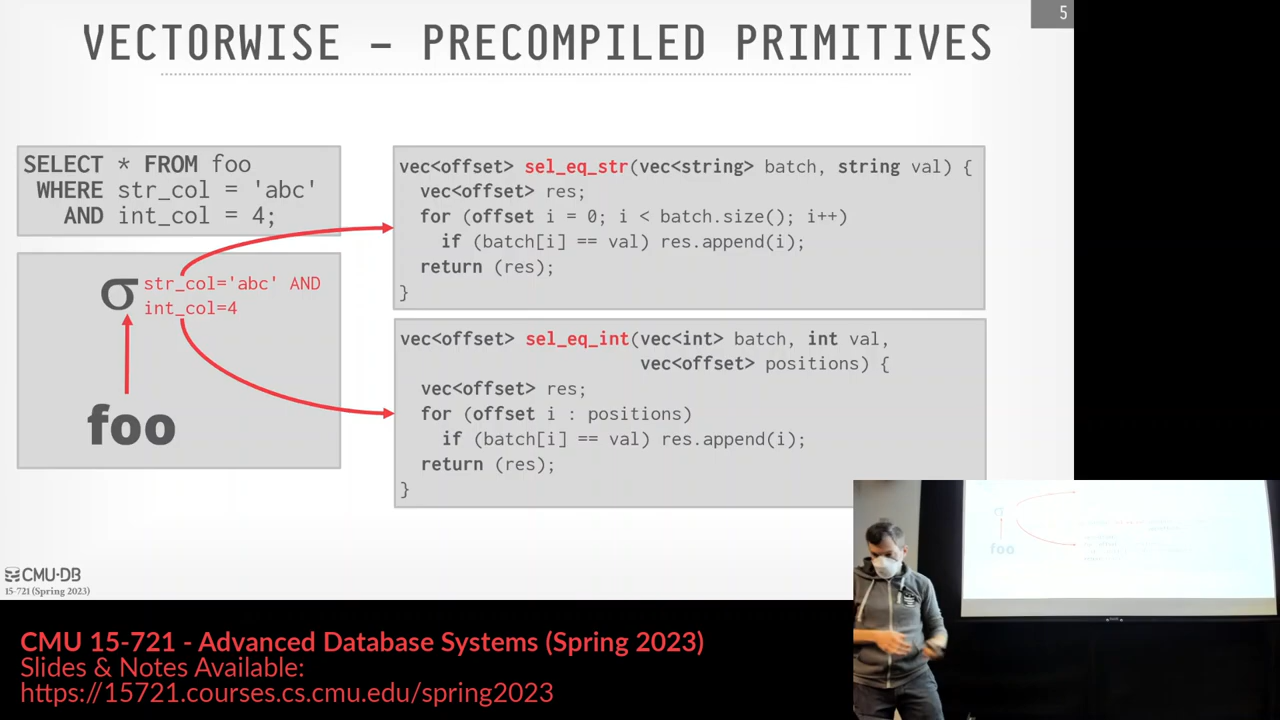 5
VECTORWISE – PRECOMPILED PRIMITIVES
SELECT * FROM foo
WHERE str_col = 'abc'
AND int_col = 4;
σ str_col='abc' AND
int_col=4
foo
vec<offset> sel_eq_str(vec<string> batch, string val) {
vec<offset> res;
for (offset i = 0; i < batch.size(); i++)
if (batch[i] == val) res.append(i);
return (res);
}
vec<offset> sel_eq_int(vec<int> batch, int val,
vec<offset> positions) {
vec<offset> res;
for (offset i : positions)
if (batch[i] == val) res.append(i);
return (res);
}
CMU·DB
15-721 (Spring 2023)
σ
foo
CMU 15-721 - Advanced Database Systems (Spring 2023)
Slides & Notes Available:
https://15721.courses.cs.cmu.edu/spring2023